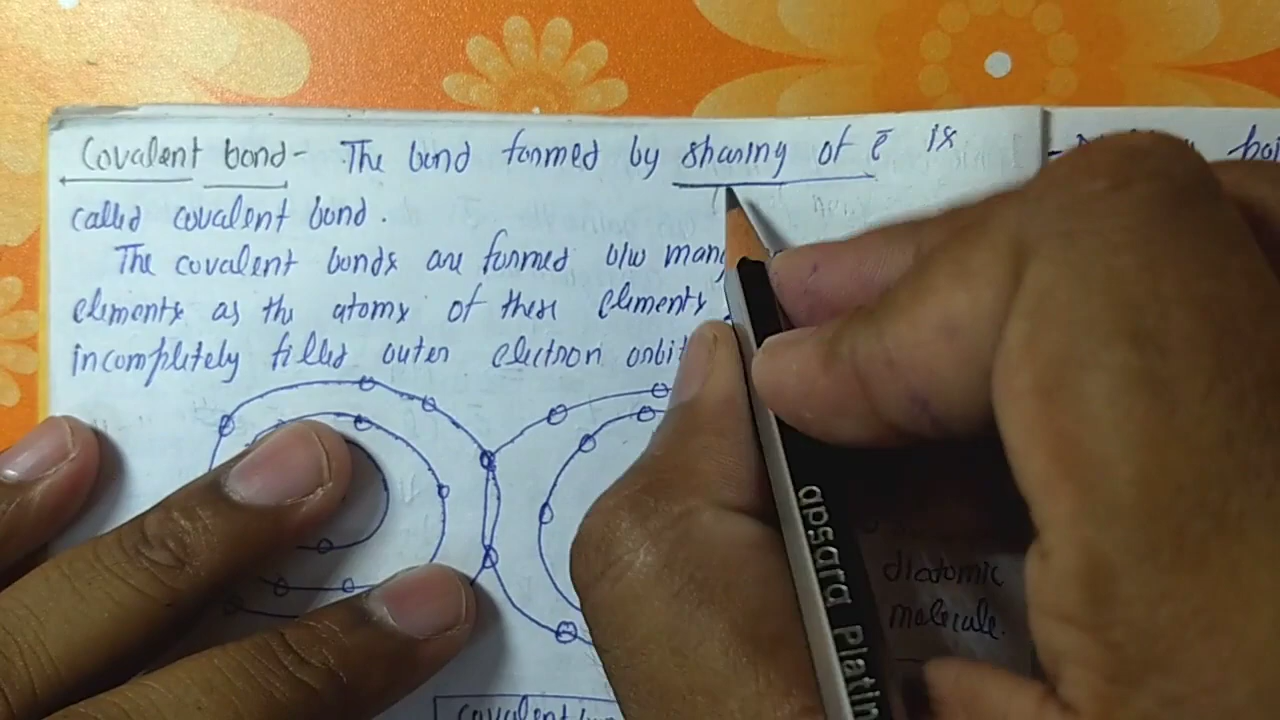 Covalent bond- The bond formed by sharing of ē is
called covalent bond.
The covalent bonds are formed b/w many
elements as the atoms of these elements
incompletely filled outer electron orbit
diatomic
molecule.
covalent
apsara Platin